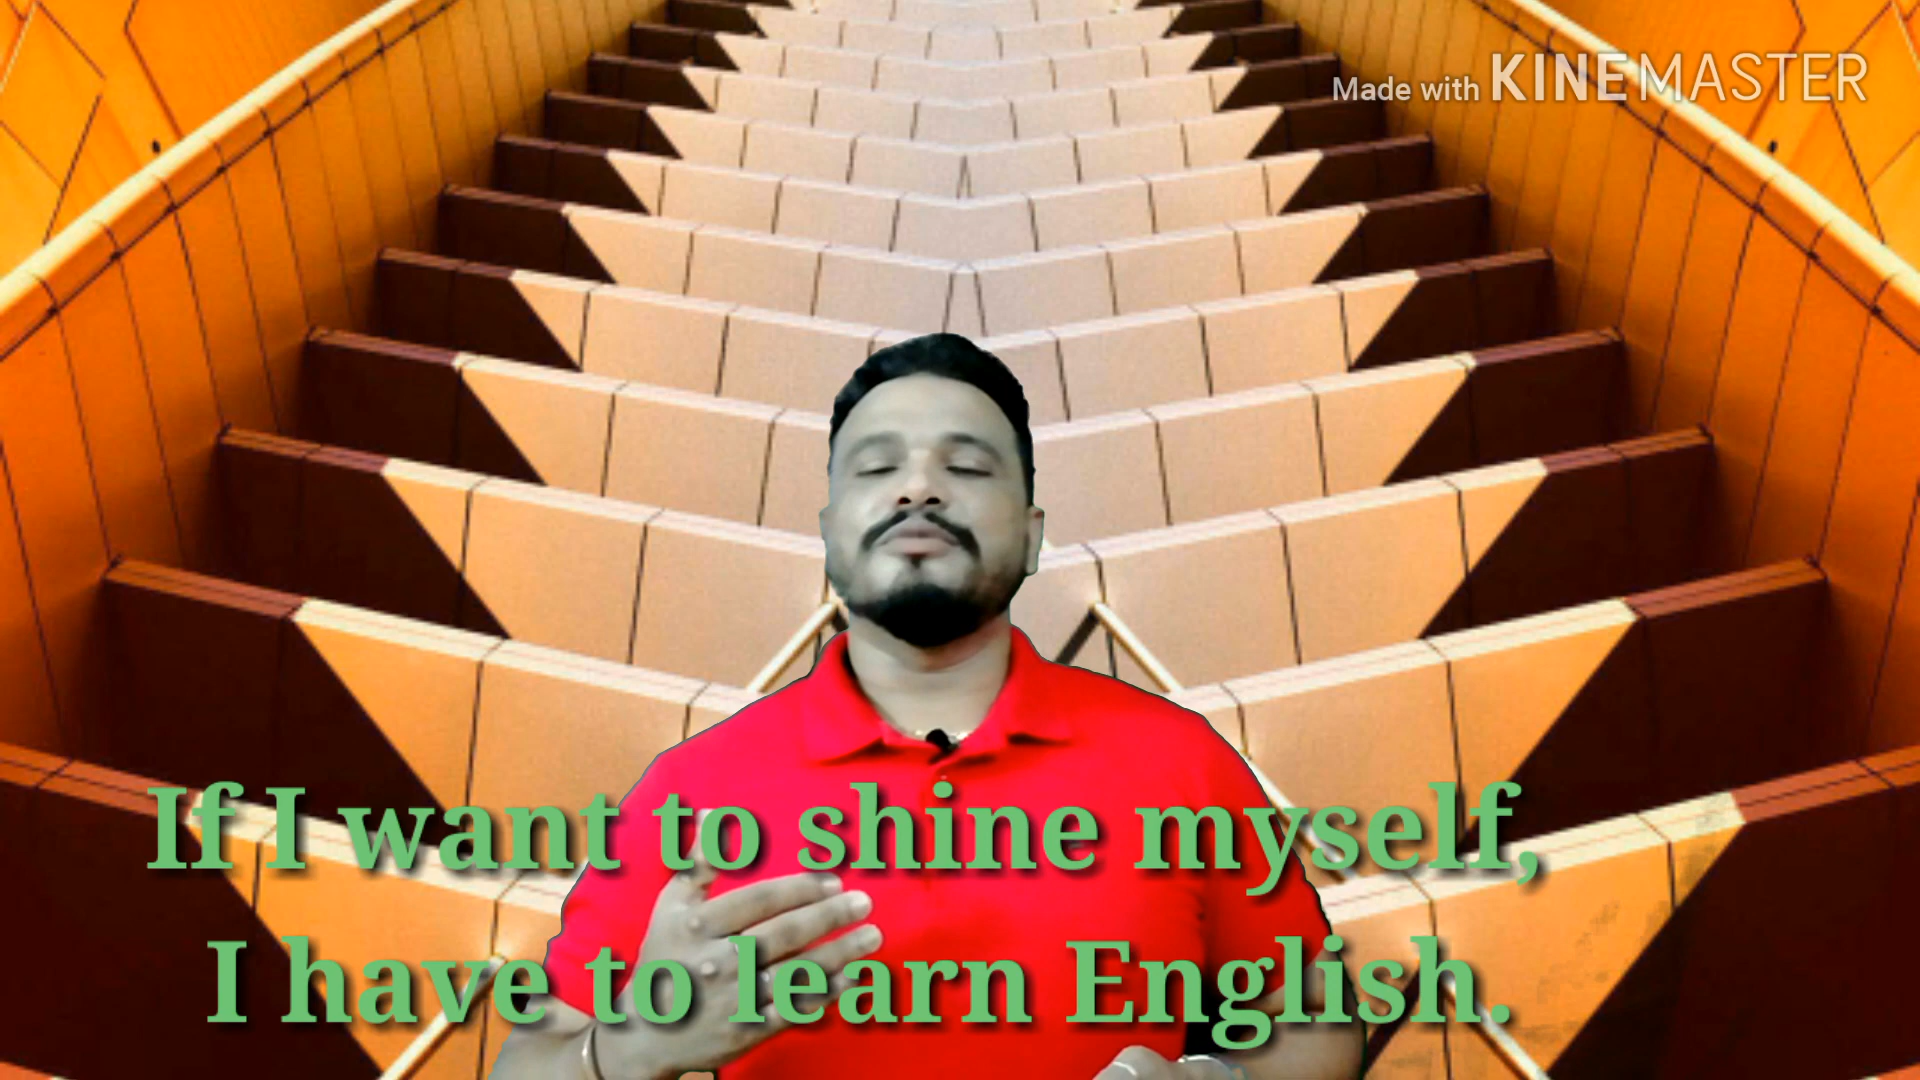 Made with KINEMASTER
If I want to shine myself,
I have to learn English.